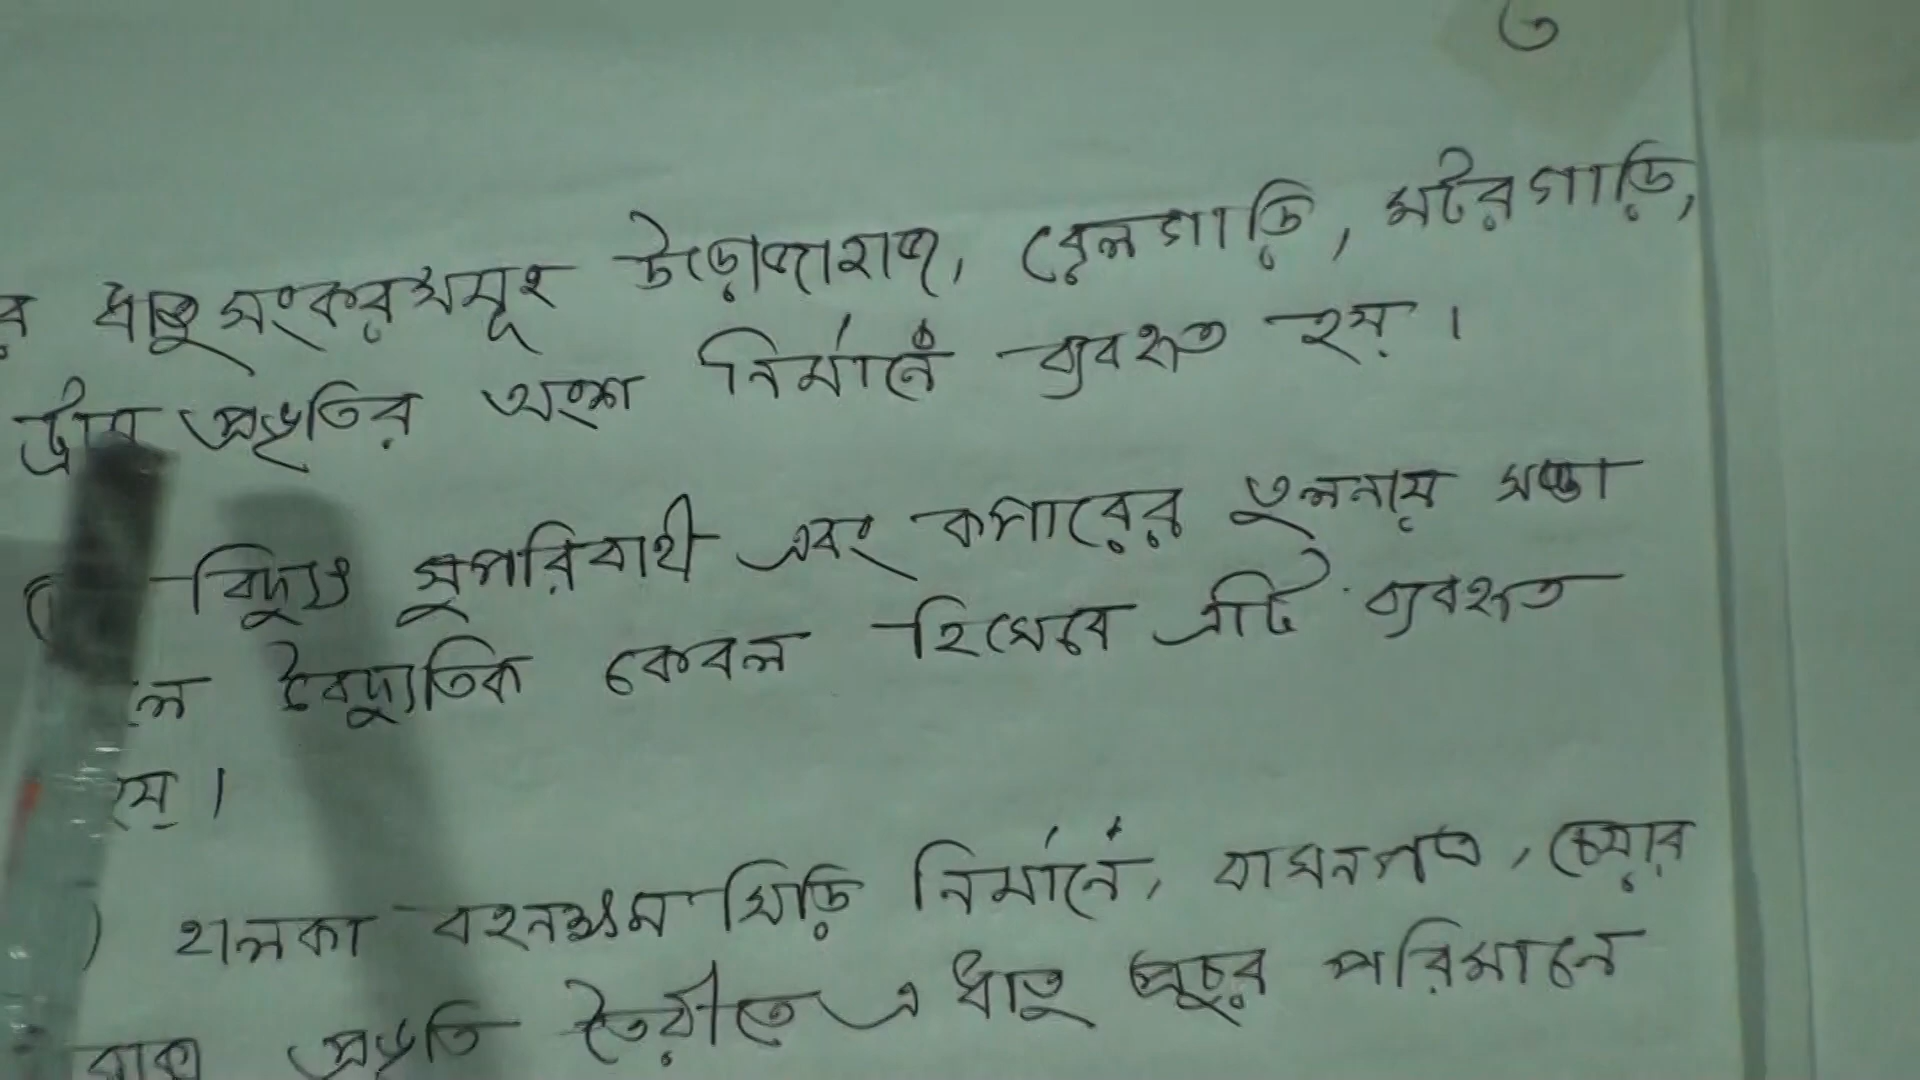 ৩
র ধাতু সংকরসমূহ উড়োজাহাজ, রেলগাড়ি, মটরগাড়ি,
ট্রাম প্রভৃতির অংশ নির্মানে ব্যবহৃত হয়।
বিদ্যুৎ সুপরিবাহী এবং কপারের তুলনায় সস্তা
লে বৈদ্যুতিক কেবল হিসেবে এটি ব্যবহৃত
হয়।
) হালকা বহনক্ষম সিড়ি নির্মানে, বাসনপত্র, চেয়ার
বাক্স প্রভৃতি তৈরীতে এ ধাতু প্রচুর পরিমানে